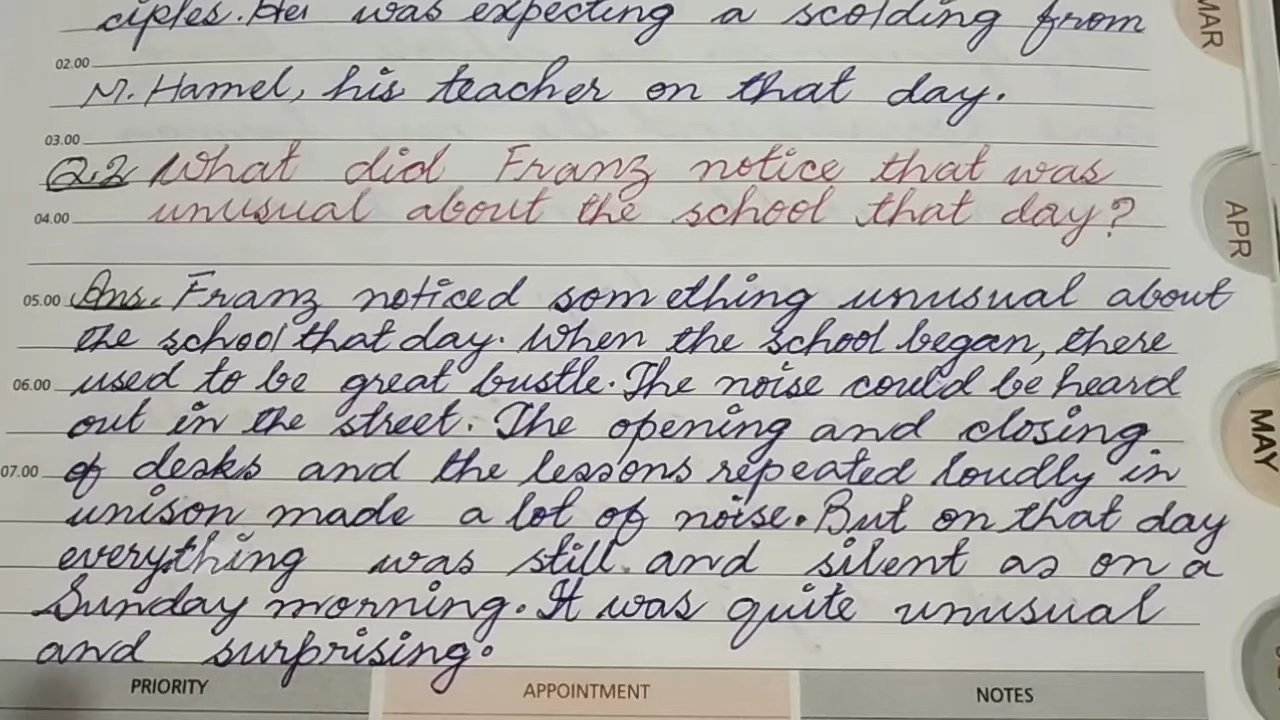 ciples. He was expecting a scolding from
02.00
M. Hamel, his teacher on that day.
03.00
Q.2 What did Franz notice that was
04.00 unusual about the school that day?
05.00 Ans. Franz noticed something unusual about
the school that day. When the school began, there
06.00 used to be great bustle. The noise could be heard
out in the street. The opening and closing
07.00 of desks and the lessons repeated loudly in
unison made a lot of noise. But on that day
everything was still and silent as on a
Sunday morning. It was quite unusual
and surprising.
PRIORITY APPOINTMENT NOTES
MAR
APR
MAY